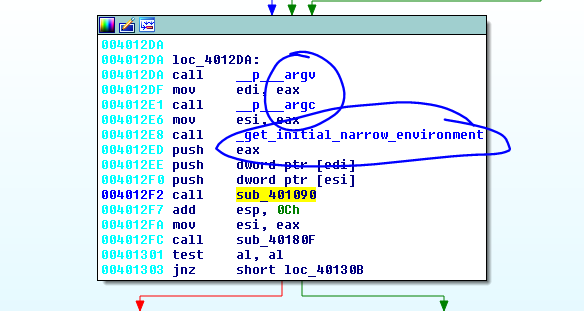 004012DA
004012DA loc_4012DA:
004012DA call __p___argv
004012DF mov edi, eax
004012E1 call __p___argc
004012E6 mov esi, eax
004012E8 call _get_initial_narrow_environment
004012ED push eax
004012EE push dword ptr [edi]
004012F0 push dword ptr [esi]
004012F2 call sub_401090
004012F7 add esp, 0Ch
004012FA mov esi, eax
004012FC call sub_40180F
00401301 test al, al
00401303 jnz short loc_40130B